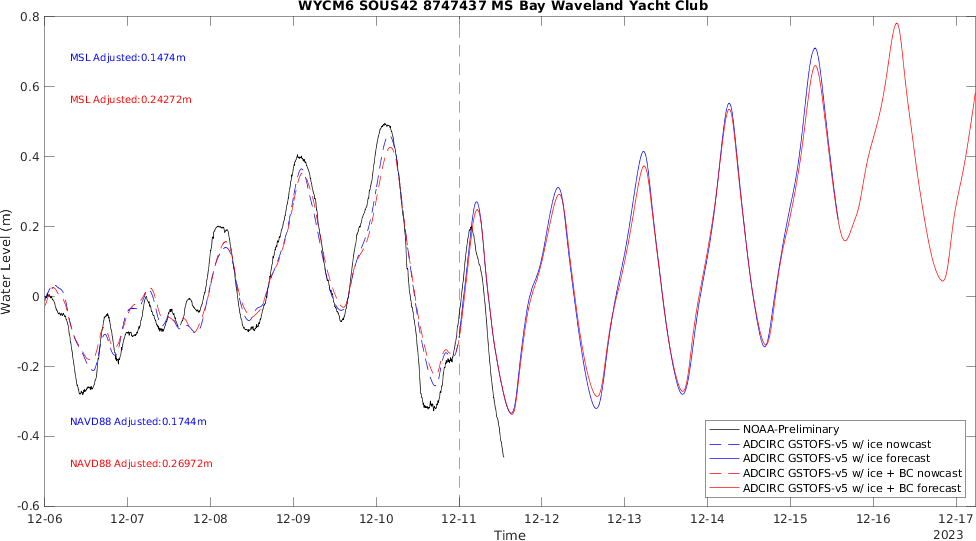 WYCM6 SOUS42 8747437 MS Bay Waveland Yacht Club
0.8
0.6
0.4
0.2
0
-0.2
-0.4
-0.6
Water Level (m)
MSL Adjusted:0.1474m
MSL Adjusted:0.24272m
NAVD88 Adjusted:0.1744m
NAVD88 Adjusted:0.26972m
NOAA-Preliminary
ADCIRC GSTOFS-v5 w/ ice nowcast
ADCIRC GSTOFS-v5 w/ ice forecast
ADCIRC GSTOFS-v5 w/ ice + BC nowcast
ADCIRC GSTOFS-v5 w/ ice + BC forecast
12-06 12-07 12-08 12-09 12-10 12-11 12-12 12-13 12-14 12-15 12-16 12-17
Time
2023